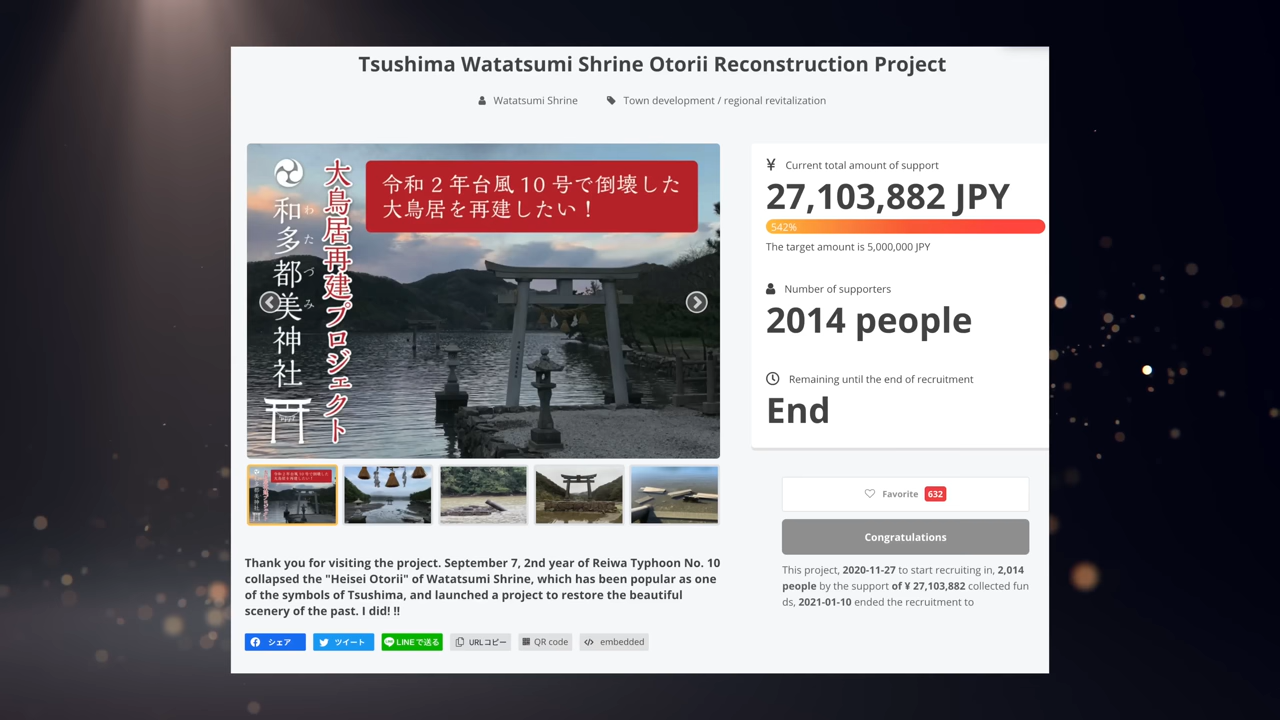 Tsushima Watatsumi Shrine Otorii Reconstruction Project
Watatsumi Shrine
Town development / regional revitalization
大鳥居再建プロジェクト
和多都美神社
わたづみ
令和2年台風10号で倒壊した
大鳥居を再建したい！
¥ Current total amount of support
27,103,882 JPY
542%
The target amount is 5,000,000 JPY
Number of supporters
2014 people
Remaining until the end of recruitment
End
Favorite 632
Congratulations
This project, 2020-11-27 to start recruiting in, 2,014
people by the support of ¥ 27,103,882 collected fun
ds, 2021-01-10 ended the recruitment to
Thank you for visiting the project. September 7, 2nd year of Reiwa Typhoon No. 10
collapsed the "Heisei Otorii" of Watatsumi Shrine, which has been popular as one
of the symbols of Tsushima, and launched a project to restore the beautiful
scenery of the past. I did! !!
シェア
ツイート
LINEで送る
URLコピー
QR code
embedded